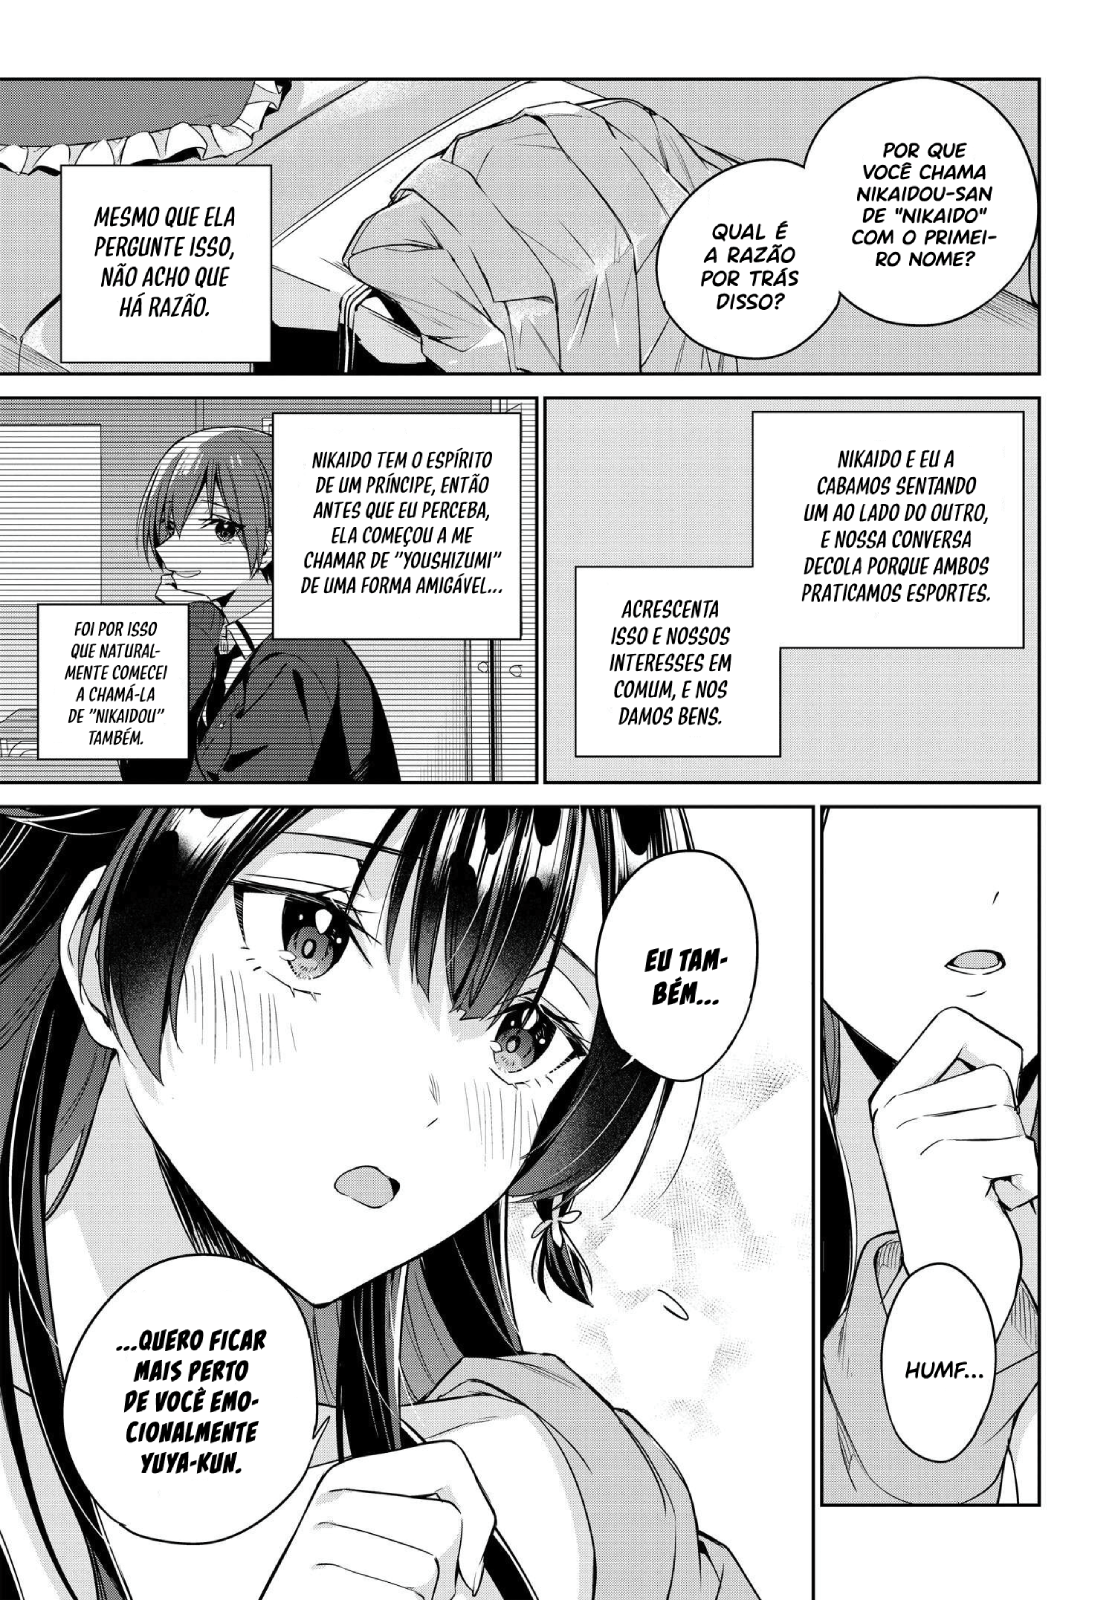 POR QUE
VOCÊ CHAMA
NIKAIDOU-SAN
DE "NIKAIDO"
COM O PRIMEI-
RO NOME?
QUAL É
A RAZÃO
POR TRÁS
DISSO?
MESMO QUE ELA
PERGUNTE ISSO,
NÃO ACHO QUE
HÁ RAZÃO.
NIKAIDO E EU A
CABAMOS SENTANDO
UM AO LADO DO OUTRO,
E NOSSA CONVERSA
DECOLA PORQUE AMBOS
PRATICAMOS ESPORTES.
ACRESCENTA
ISSO E NOSSOS
INTERESSES EM
COMUM, E NOS
DAMOS BENS.
NIKAIDO TEM O ESPÍRITO
DE UM PRÍNCIPE, ENTÃO
ANTES QUE EU PERCEBA,
ELA COMEÇOU A ME
CHAMAR DE "YOUSHIZUMI"
DE UMA FORMA AMIGÁVEL...
FOI POR ISSO
QUE NATURAL-
MENTE COMECEI
A CHAMÁ-LA
DE "NIKAIDOU"
TAMBÉM.
HUMF...
EU TAM-
BÉM...
...QUERO FICAR
MAIS PERTO
DE VOCÊ EMO-
CIONALMENTE
YUYA-KUN.